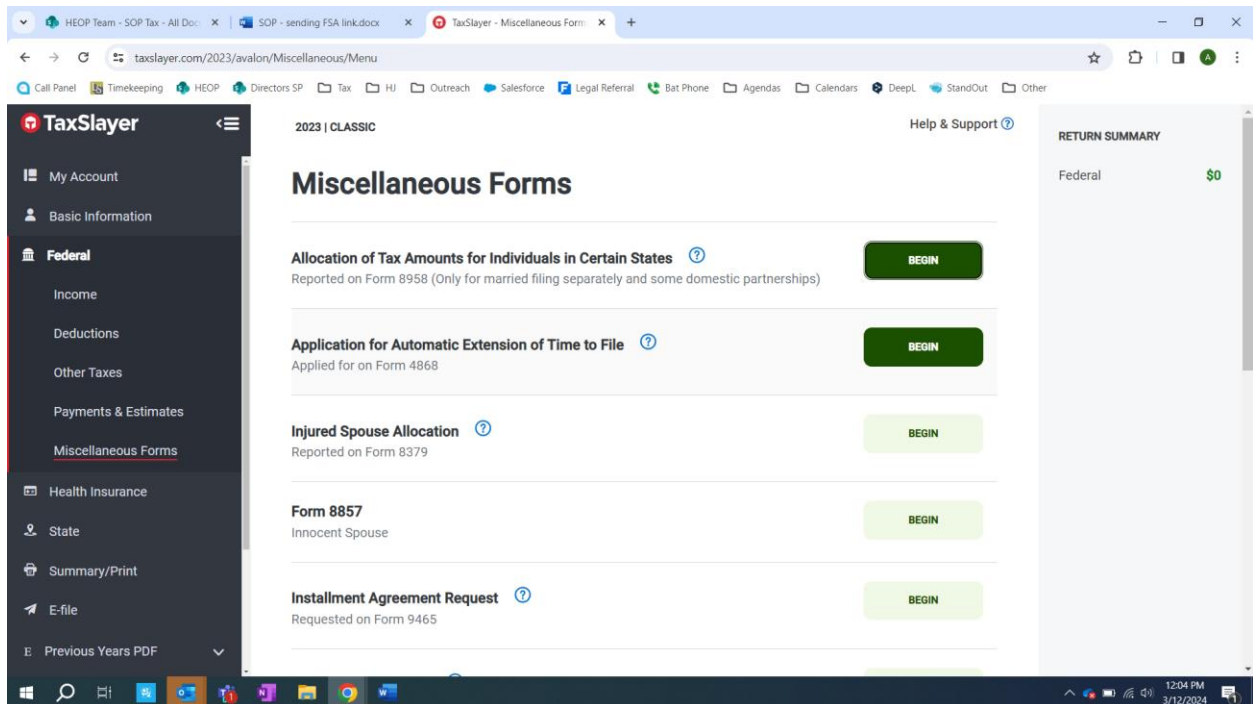 HEOP Team - SOP Tax - All Doc
SOP - sending FSA link.docx
TaxSlayer - Miscellaneous Form
taxslayer.com/2023/avalon/Miscellaneous/Menu
A
Call Panel
Timekeeping
HEOP
Directors SP
Tax
HJ
Outreach
Salesforce
Legal Referral
Bat Phone
Agendas
Calendars
DeepL
StandOut
Other
TaxSlayer
My Account
Basic Information
Federal
Income
Deductions
Other Taxes
Payments & Estimates
Miscellaneous Forms
Health Insurance
State
Summary/Print
E-file
E Previous Years PDF
2023 | CLASSIC
Help & Support
Miscellaneous Forms
Allocation of Tax Amounts for Individuals in Certain States
Reported on Form 8958 (Only for married filing separately and some domestic partnerships)
BEGIN
Application for Automatic Extension of Time to File
Applied for on Form 4868
BEGIN
Injured Spouse Allocation
Reported on Form 8379
BEGIN
Form 8857
Innocent Spouse
BEGIN
Installment Agreement Request
Requested on Form 9465
BEGIN
RETURN SUMMARY
Federal $0
12:04 PM
3/12/2024